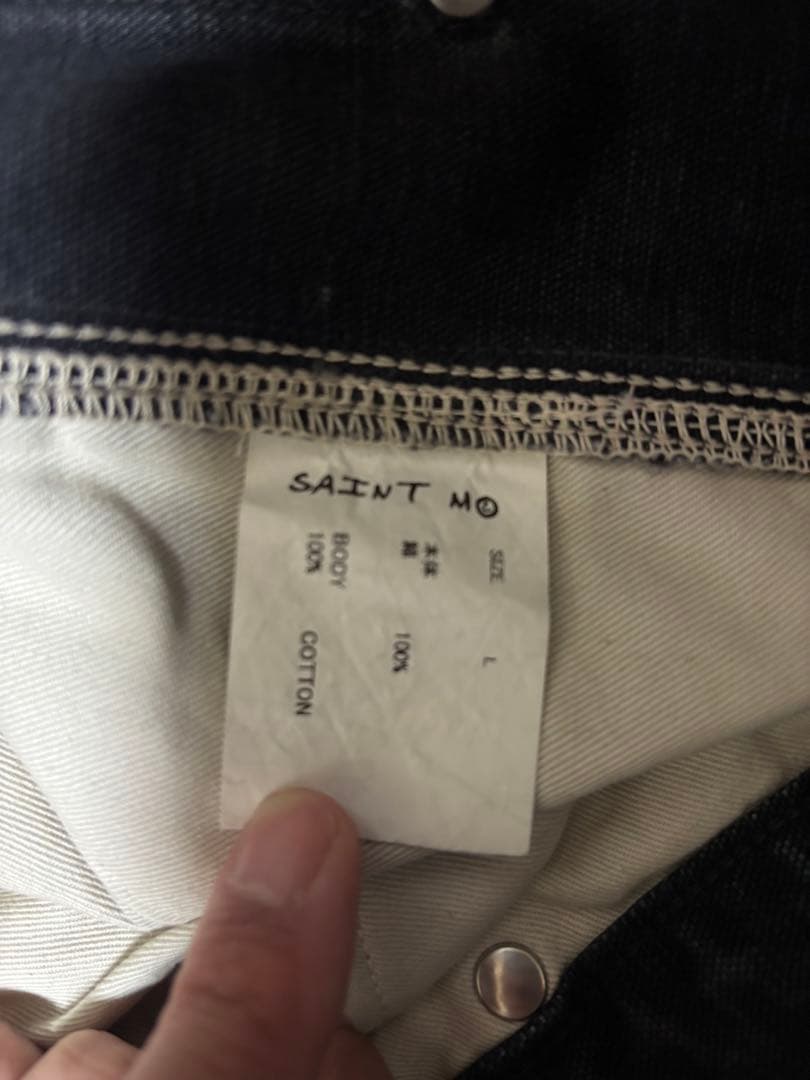 SAINT M
SIZE L
本体
綿 100%
BODY
100% COTTON